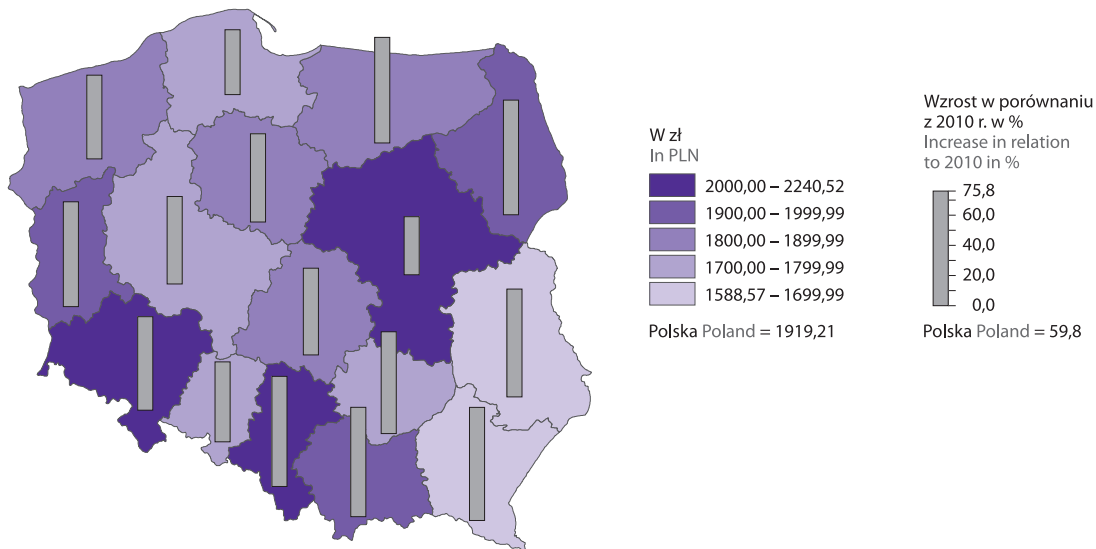 W zł
In PLN
2000,00 – 2240,52
1900,00 – 1999,99
1800,00 – 1899,99
1700,00 – 1799,99
1588,57 – 1699,99
Polska Poland = 1919,21
Wzrost w porównaniu
z 2010 r. w %
Increase in relation
to 2010 in %
75,8
60,0
40,0
20,0
0,0
Polska Poland = 59,8